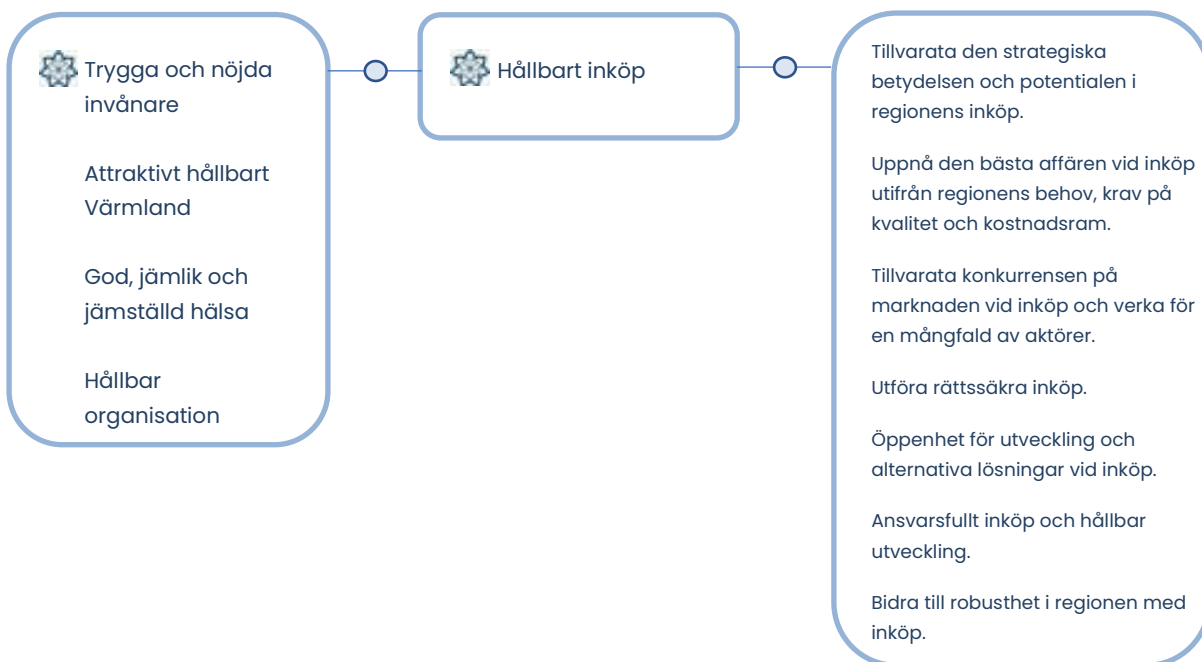 Trygga och nöjda
invånare
Attraktivt hållbart
Värmland
God, jämlik och
jämställd hälsa
Hållbar
organisation
Hållbart inköp
Tillvarata den strategiska
betydelsen och potentialen i
regionens inköp.
Uppnå den bästa affären vid inköp
utifrån regionens behov, krav på
kvalitet och kostnadsram.
Tillvarata konkurrensen på
marknaden vid inköp och verka för
en mångfald av aktörer.
Utföra rättssäkra inköp.
Öppenhet för utveckling och
alternativa lösningar vid inköp.
Ansvarsfullt inköp och hållbar
utveckling.
Bidra till robusthet i regionen med
inköp.